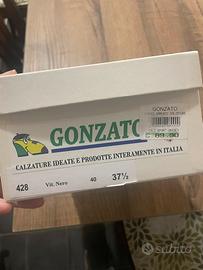 GONZATO
GONZATO
CALZATURE IDEATE E PRODOTTE INTERAMENTE IN ITALIA
428
Vit. Nero
40
37½
subito